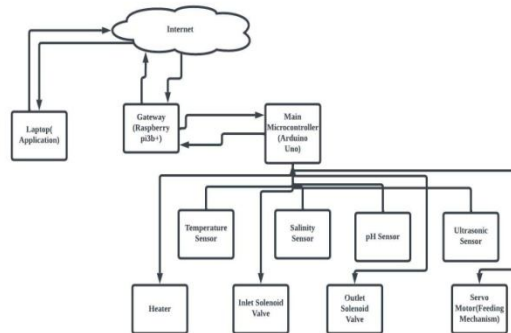 Internet
Laptop(
Application)
Gateway
(Raspberry
pi3b+)
Main
Microcontroller
(Arduino
Uno)
Temperature
Sensor
Salinity
Sensor
pH Sensor
Ultrasonic
Sensor
Heater
Inlet Solenoid
Valve
Outlet
Solenoid
Valve
Servo
Motor(Feeding
Mechanism)